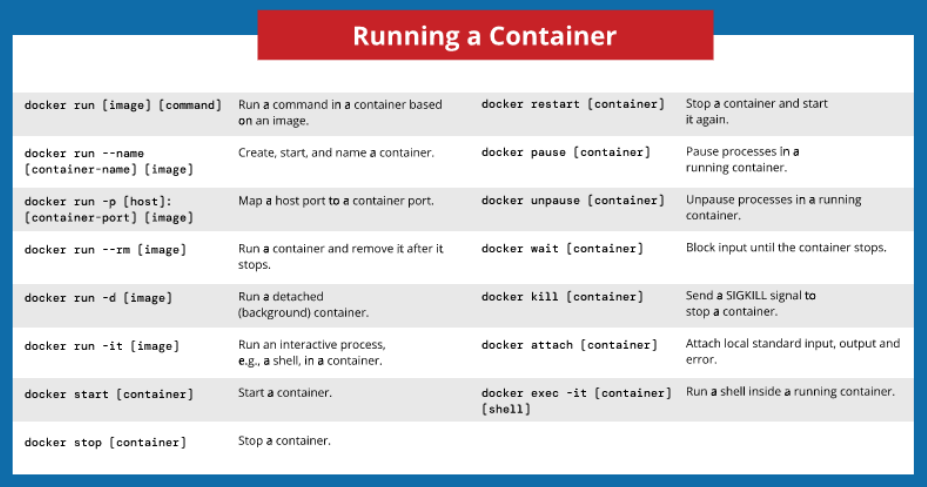 Running a Container
docker run [image] [command]
Run a command in a container based
on an image.
docker run --name
[container-name] [image]
Create, start, and name a container.
docker run -p [host]:
[container-port] [image]
Map a host port to a container port.
docker run --rm [image]
Run a container and remove it after it
stops.
docker run -d [image]
Run a detached
(background) container.
docker run -it [image]
Run an interactive process,
e.g., a shell, in a container.
docker start [container]
Start a container.
docker stop [container]
Stop a container.
docker restart [container]
Stop a container and start
it again.
docker pause [container]
Pause processes in a
running container.
docker unpause [container]
Unpause processes in a running
container.
docker wait [container]
Block input until the container stops.
docker kill [container]
Send a SIGKILL signal to
stop a container.
docker attach [container]
Attach local standard input, output and
error.
docker exec -it [container]
[shell]
Run a shell inside a running container.